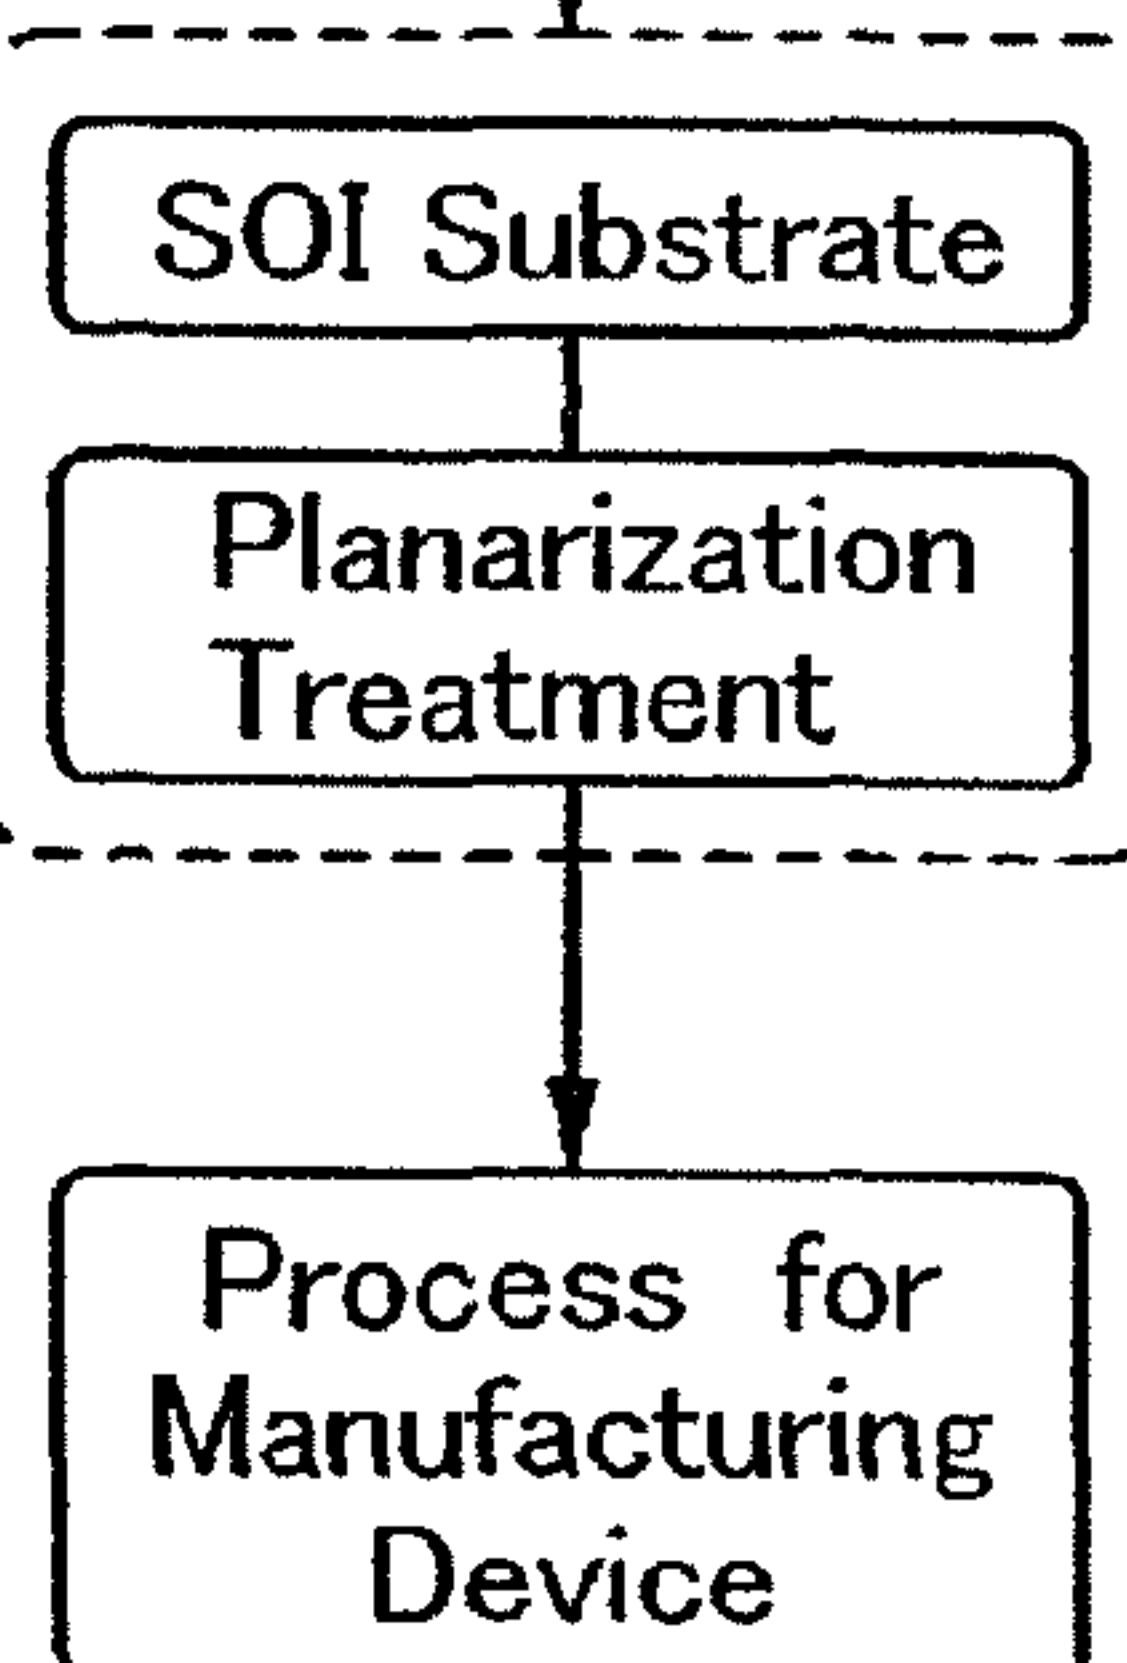 SOI Substrate
Planarization
Treatment
Process for
Manufacturing
Device